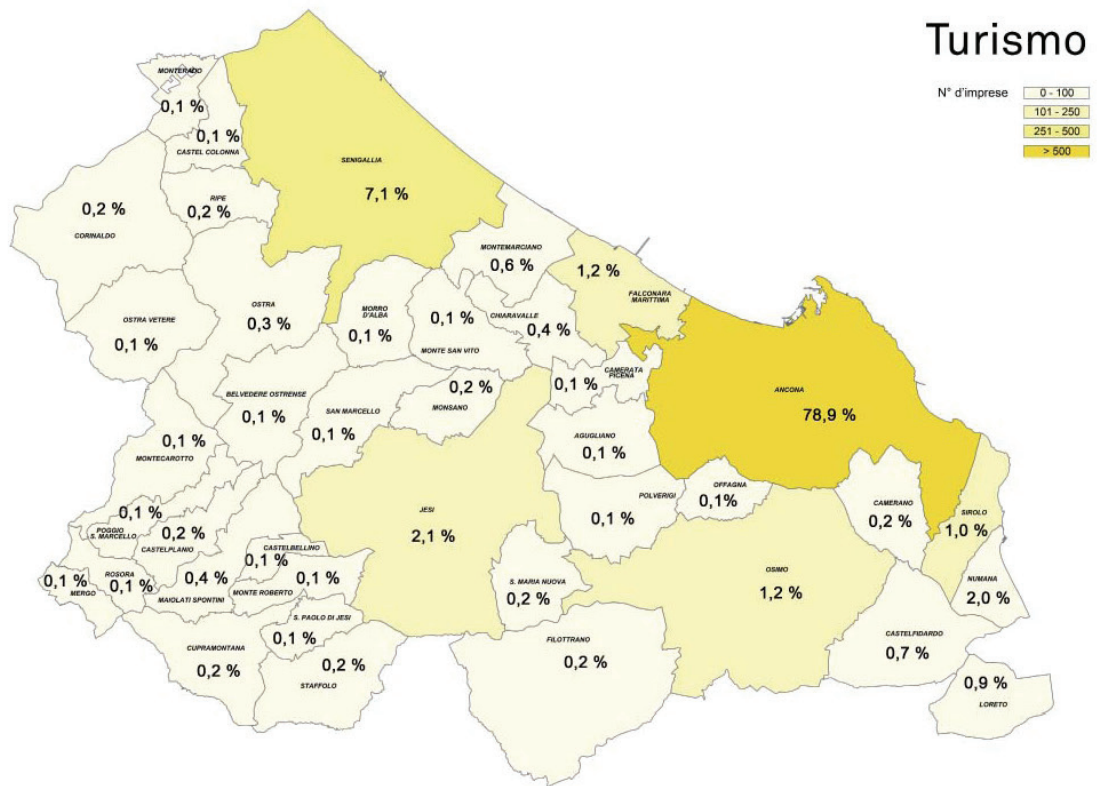 Turismo
N° d'imprese
0 - 100
101 - 250
251 - 500
> 500
MONTERADO
0,1 %
0,1 %
CASTEL COLONNA
SENIGALLIA
7,1 %
RIPE
0,2 %
0,2 %
CORINALDO
MONTEMARCIANO
0,6 %
1,2 %
FALCONARA
MARITTIMA
OSTRA
0,3 %
OSTRA VETERE
0,1 %
MORRO
D'ALBA
0,1 %
0,1 %
MONTE SAN VITO
CHIARAVALLE
0,4 %
CAMERATA
PICENA
0,1 %
ANCONA
78,9 %
BELVEDERE OSTRENSE
0,1 %
SAN MARCELLO
0,1 %
0,2 %
MONSANO
AGUGLIANO
0,1 %
0,1 %
MONTECAROTTO
POLVERIGI
0,1 %
OFFAGNA
0,1%
CAMERANO
0,2 %
SIROLO
1,0 %
0,1 %
POGGIO
S. MARCELLO
0,2 %
CASTELPLANIO
JESI
2,1 %
CASTELBELLINO
0,1 %
0,1 %
MERGO
ROSORA
0,1 %
0,4 %
MAIOLATI SPONTINI
0,1 %
MONTE ROBERTO
S. MARIA NUOVA
0,2 %
OSIMO
1,2 %
NUMANA
2,0 %
S. PAOLO DI JESI
0,1 %
CUPRAMONTANA
0,2 %
0,2 %
STAFFOLO
FILOTTRANO
0,2 %
CASTELFIDARDO
0,7 %
0,9 %
LORETO